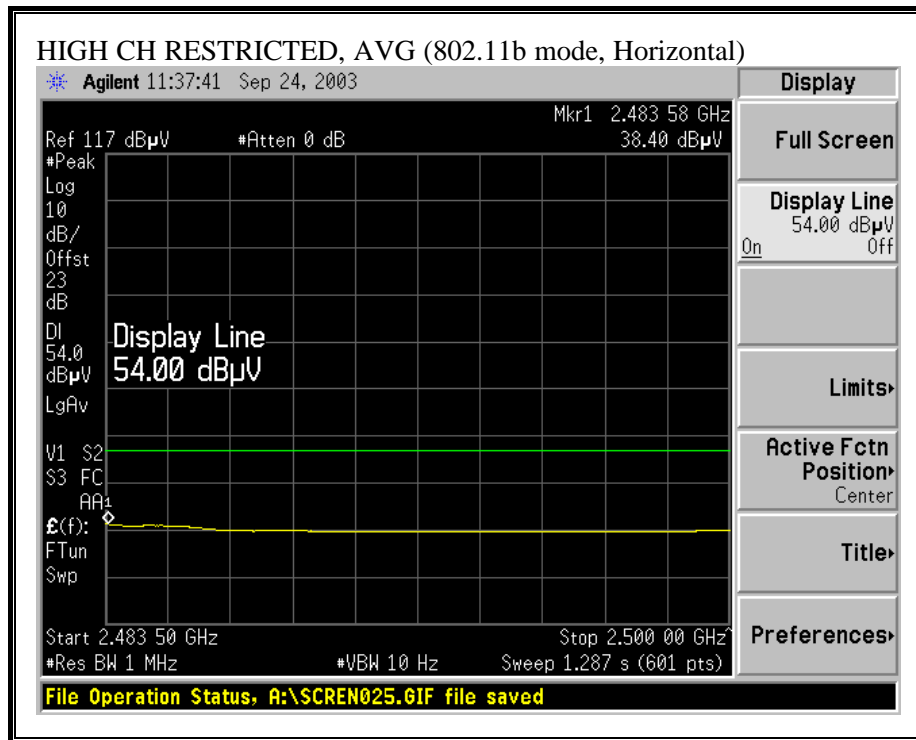 HIGH CH RESTRICTED, AVG (802.11b mode, Horizontal)
Agilent 11:37:41 Sep 24, 2003
Display
Mkr1 2.483 58 GHz
Ref 117 dBµV #Atten 0 dB 38.40 dBµV
Full Screen
#Peak
Log
10
dB/
Offst
23
dB
Display Line
54.00 dBµV
On Off
DI
54.0
dBµV
Display Line
54.00 dBµV
LgAv
Limits
V1 S2
S3 FC
AA
1
£(f):
FTun
Swp
Active Fctn
Position
Center
Title
Start 2.483 50 GHz Stop 2.500 00 GHz^
#Res BW 1 MHz #VBW 10 Hz Sweep 1.287 s (601 pts)
Preferences
File Operation Status, A:\SCREN025.GIF file saved